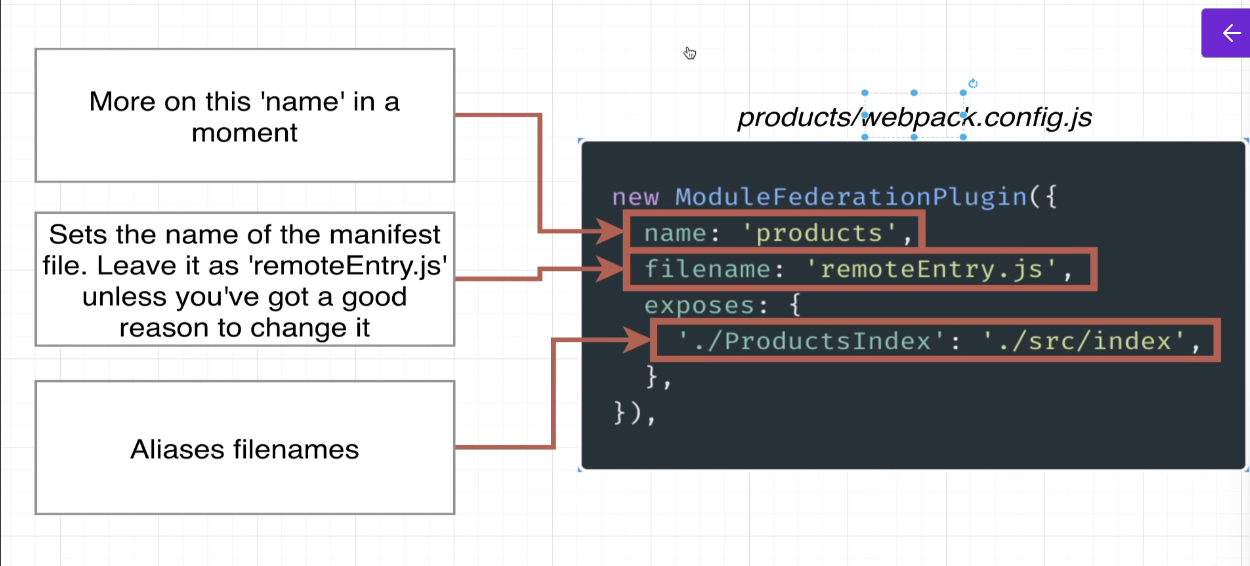 More on this 'name' in a
moment
Sets the name of the manifest
file. Leave it as 'remoteEntry.js'
unless you've got a good
reason to change it
Aliases filenames
products/webpack.config.js
new ModuleFederationPlugin({
name: 'products',
filename: 'remoteEntry.js',
exposes: {
'./ProductsIndex': './src/index',
},
}),